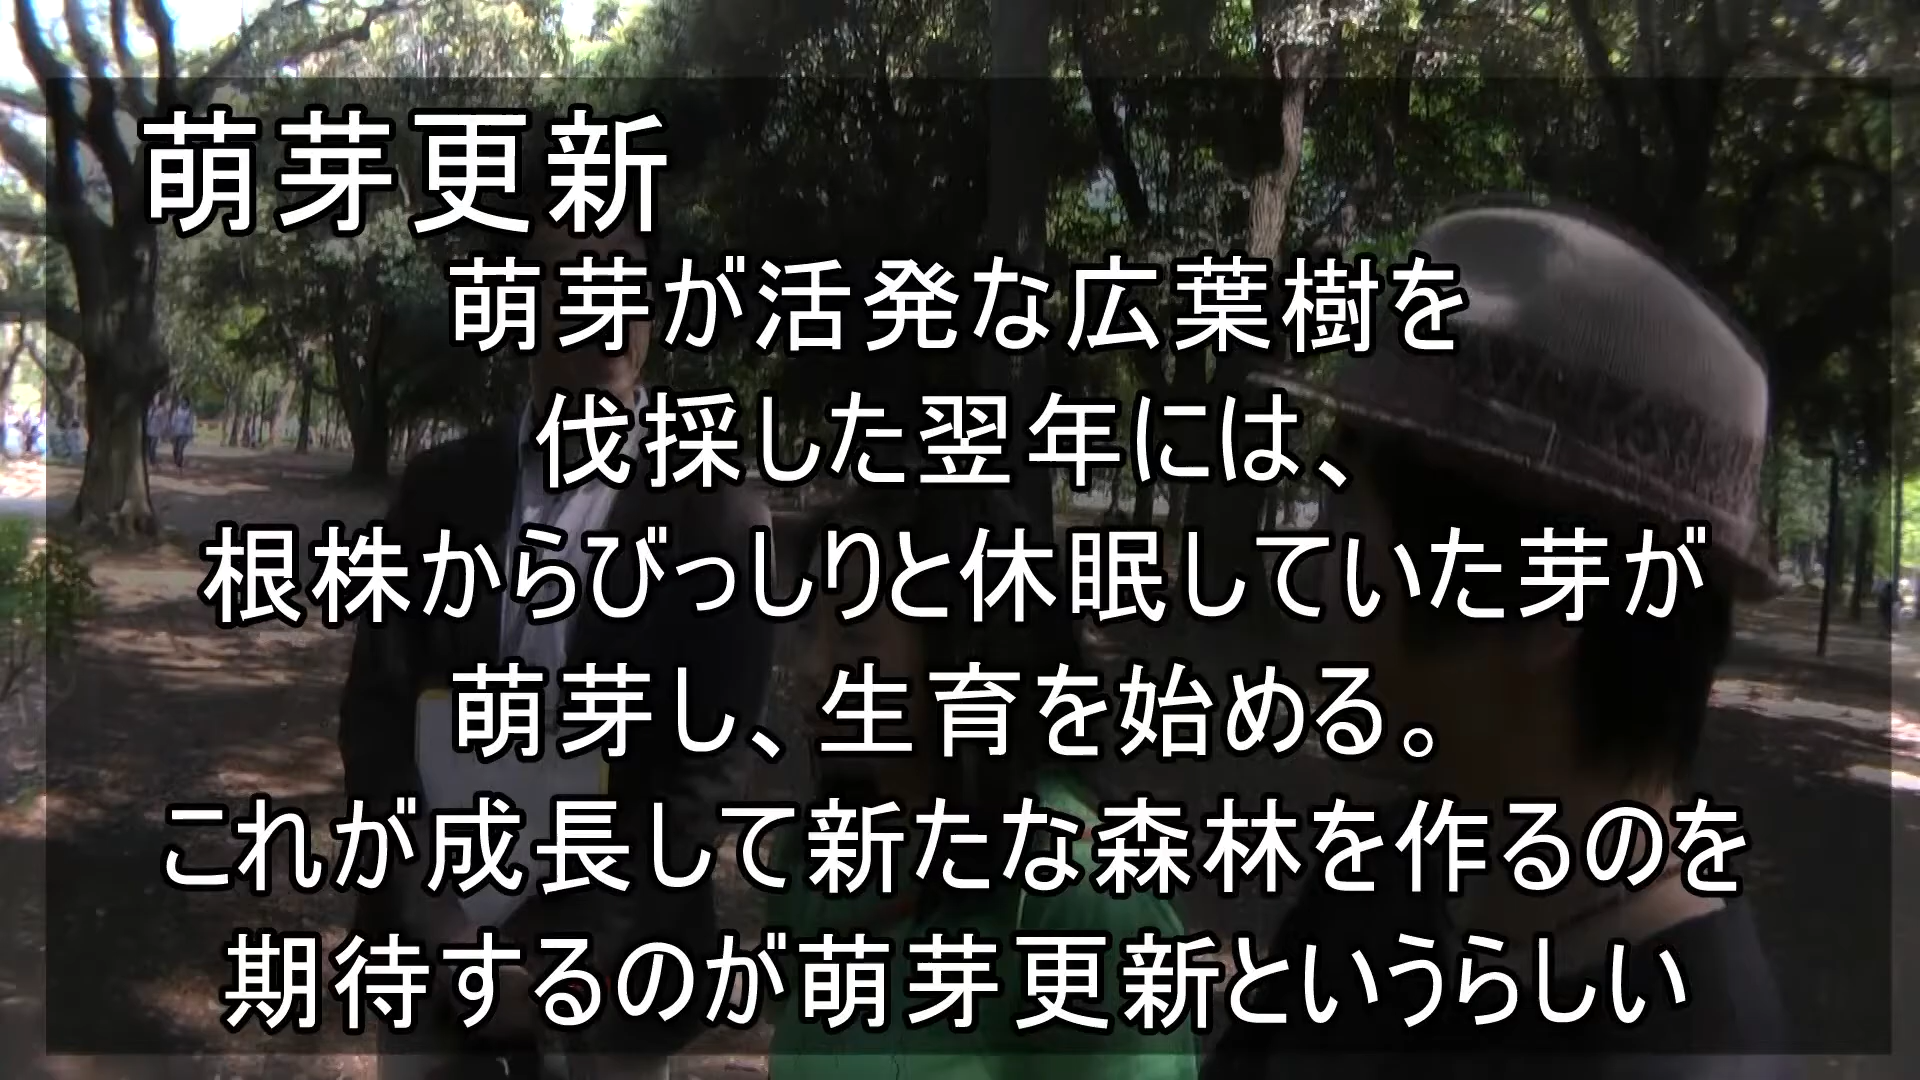 萌芽更新
萌芽が活発な広葉樹を
伐採した翌年には、
根株からびっしりと休眠していた芽が
萌芽し、生育を始める。
これが成長して新たな森林を作るのを
期待するのが萌芽更新というらしい